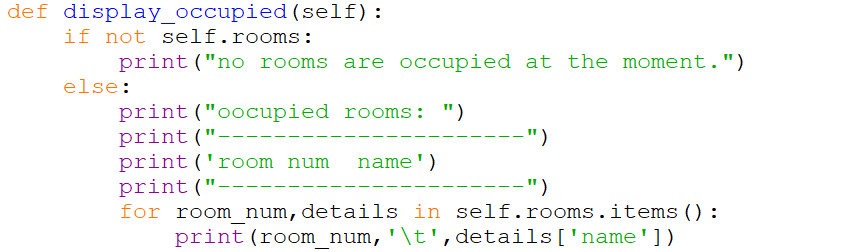 def display_occupied(self):
    if not self.rooms:
        print("no rooms are occupied at the moment.")
    else:
        print("oocupied rooms: ")
        print("----------------------")
        print('room num  name')
        print("----------------------")
        for room_num,details in self.rooms.items():
            print(room_num,'\t',details['name'])